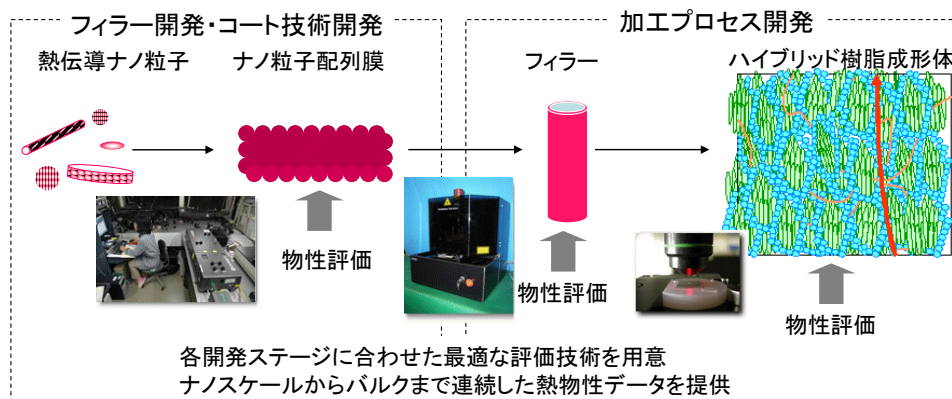 フィラー開発・コート技術開発
加工プロセス開発
熱伝導ナノ粒子
ナノ粒子配列膜
フィラー
ハイブリッド樹脂成形体
物性評価
物性評価
物性評価
各開発ステージに合わせた最適な評価技術を用意
ナノスケールからバルクまで連続した熱物性データを提供